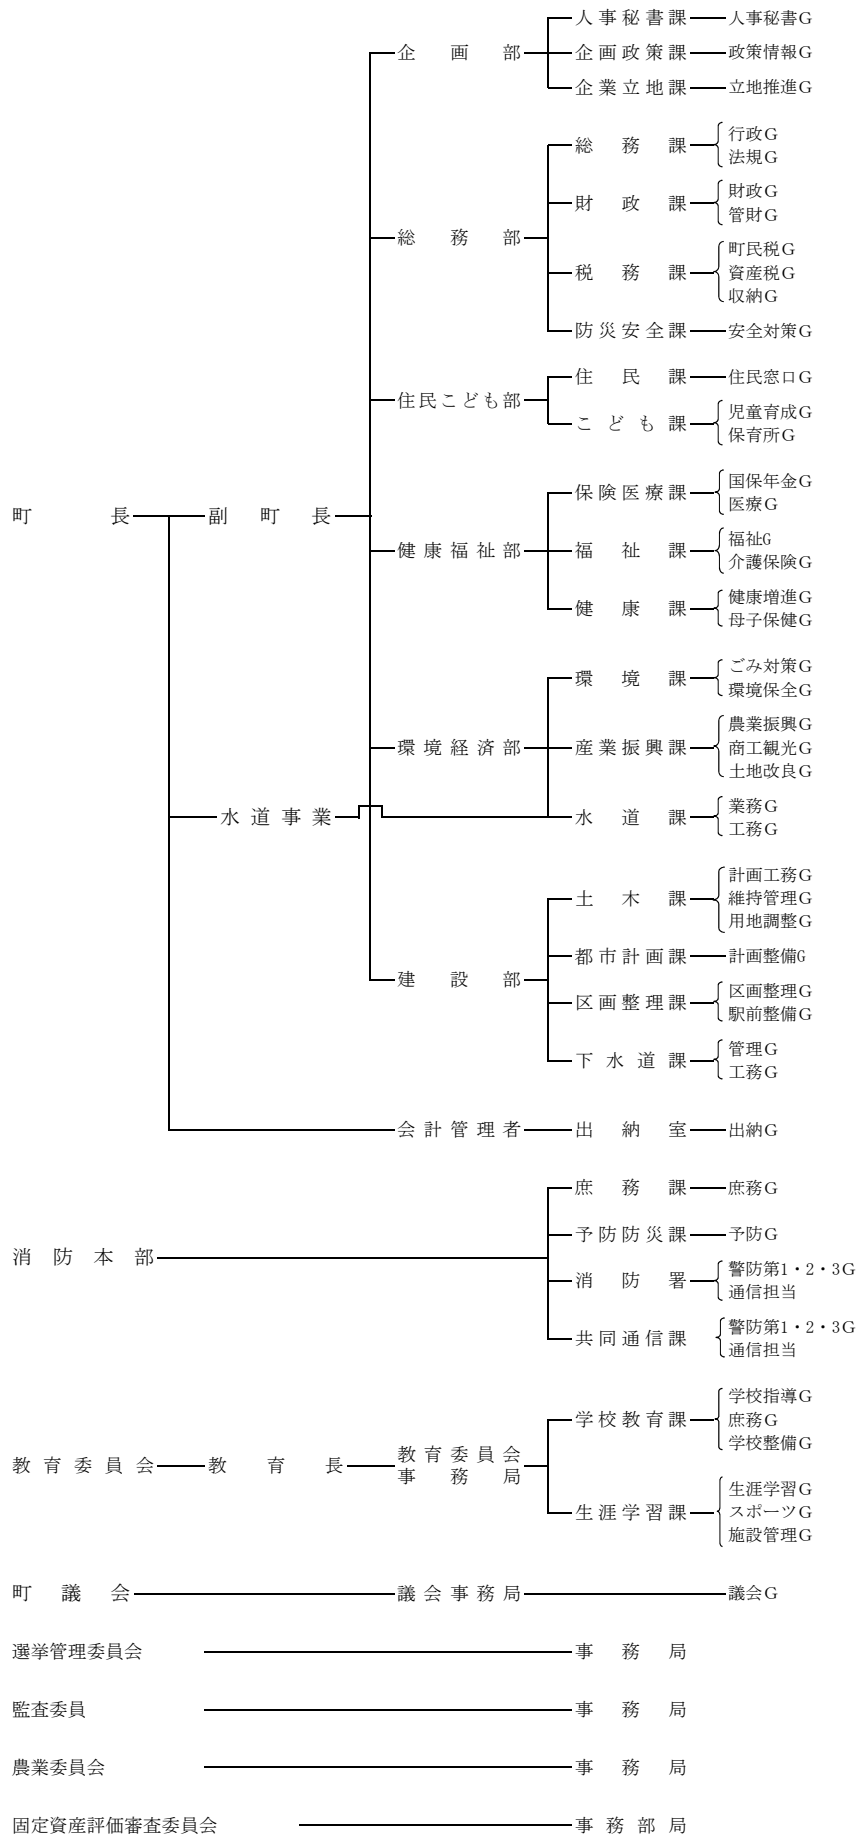 人事秘書課 人事秘書G
企画部 企画政策課 政策情報G
企業立地課 立地推進G
行政G
総務課
法規G
財政G
財政課
管財G
総務部
町民税G
税務課 資産税G
収納G
防災安全課 安全対策G
住民課 住民窓口G
住民こども部
児童育成G
こども課
保育所G
国保年金G
保険医療課
医療G
町長 副町長
福祉G
健康福祉部 福祉課
介護保険G
健康増進G
健康課
母子保健G
ごみ対策G
環境課
環境保全G
農業振興G
環境経済部 産業振興課 商工観光G
土地改良G
業務G
水道事業 水道課
工務G
計画工務G
土木課 維持管理G
用地調整G
都市計画課 計画整備G
建設部
区画整理G
区画整理課
駅前整備G
管理G
下水道課
工務G
会計管理者 出納室 出納G
庶務課 庶務G
予防防災課 予防G
消防本部
警防第1・2・3G
消防署
通信担当
警防第1・2・3G
共同通信課
通信担当
学校指導G
学校教育課 庶務G
学校整備G
教育委員会 教育長 教育委員会
事務局
生涯学習G
生涯学習課 スポーツG
施設管理G
町議会 議会事務局 議会G
選挙管理委員会 事務局
監査委員 事務局
農業委員会 事務局
固定資産評価審査委員会 事務部局